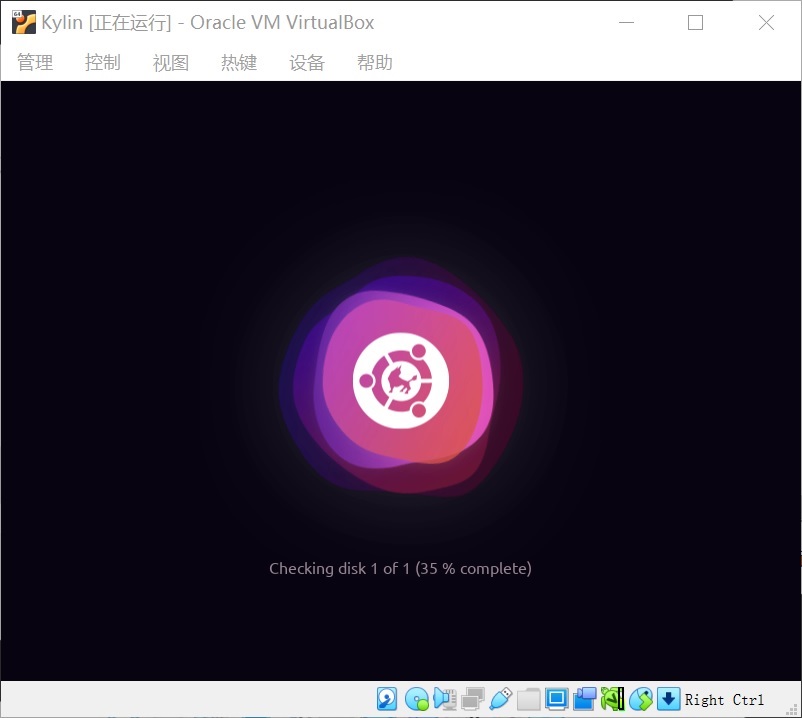 Kylin [正在运行] - Oracle VM VirtualBox
管理 控制 视图 热键 设备 帮助
Checking disk 1 of 1 (35 % complete)
Right Ctrl